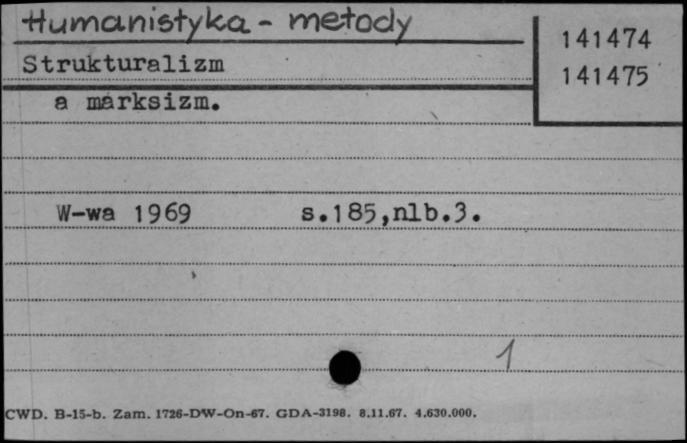 Humanistyka - metody
141474
Strukturalizm
141475
a marksizm.
W-wa 1969 s.185,nlb.3.
1
CWD. B-15-b. Zam. 1726-DW-On-67. GDA-3198. 8.11.67. 4.630.000.